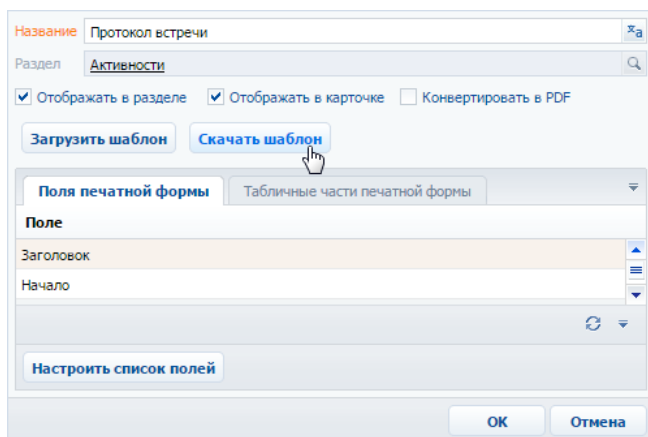 Название Протокол встречи xa
Раздел Активности
Отображать в разделе Отображать в карточке Конвертировать в PDF
Загрузить шаблон Скачать шаблон
Поля печатной формы Табличные части печатной формы
Поле
Заголовок
Начало
Настроить список полей
ОК Отмена